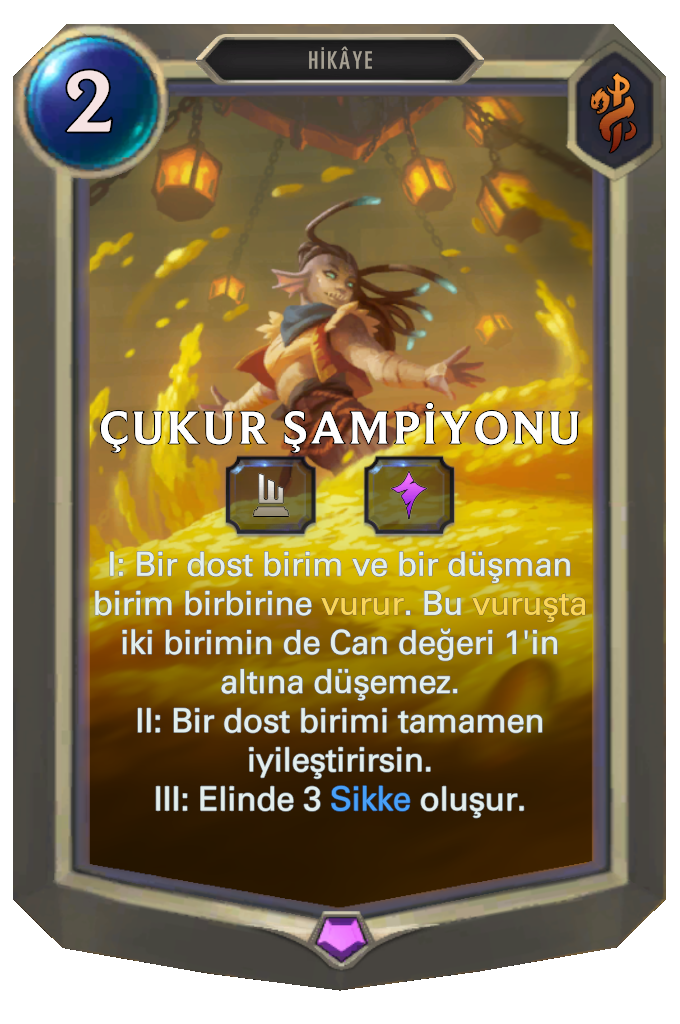 HİKÂYE
2
ÇUKUR ŞAMPİYONU
I: Bir dost birim ve bir düşman
birim birbirine vurur. Bu vuruşta
iki birimin de Can değeri 1'in
altına düşemez.
II: Bir dost birimi tamamen
iyileştirirsin.
III: Elinde 3 Sikke oluşur.